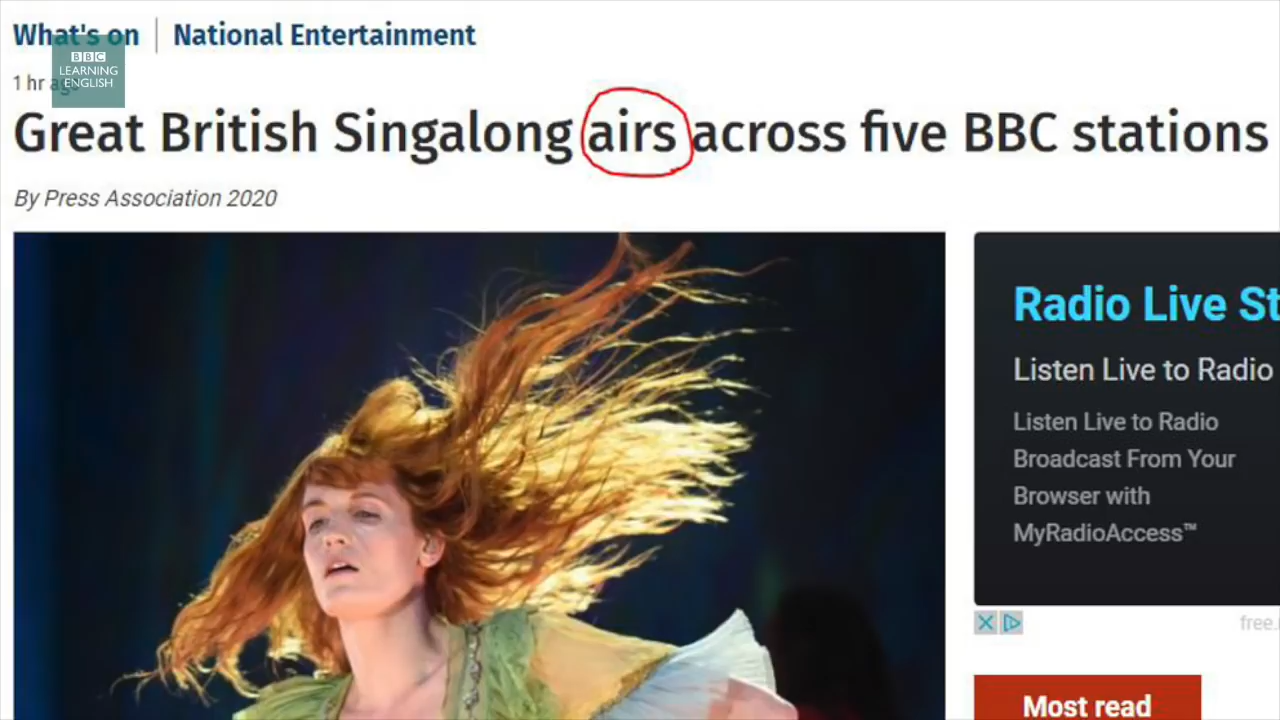 What's on | National Entertainment
BBC
LEARNING
ENGLISH
1 hr ago
Great British Singalong airs across five BBC stations
By Press Association 2020
Radio Live St
Listen Live to Radio
Listen Live to Radio
Broadcast From Your
Browser with
MyRadioAccess™
free.
Most read